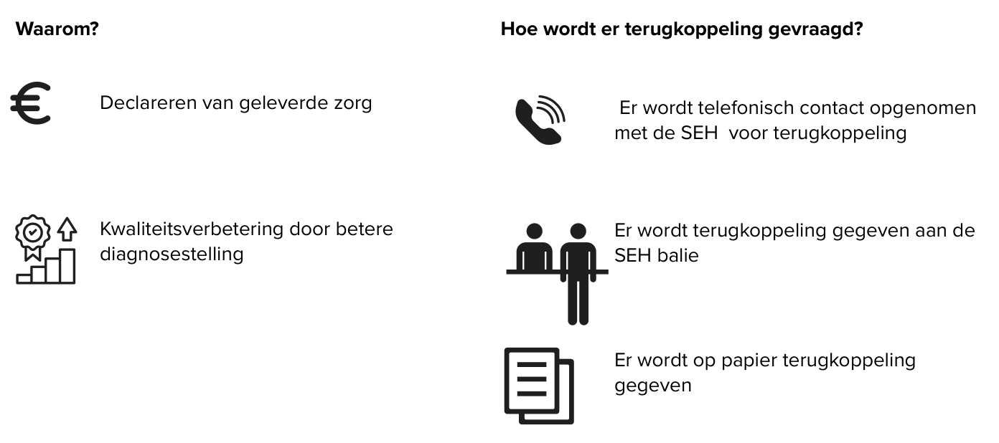 Waarom?
Declareren van geleverde zorg
Kwaliteitsverbetering door betere
diagnosestelling
Hoe wordt er terugkoppeling gevraagd?
Er wordt telefonisch contact opgenomen
met de SEH  voor terugkoppeling
Er wordt terugkoppeling gegeven aan de
SEH balie
Er wordt op papier terugkoppeling
gegeven